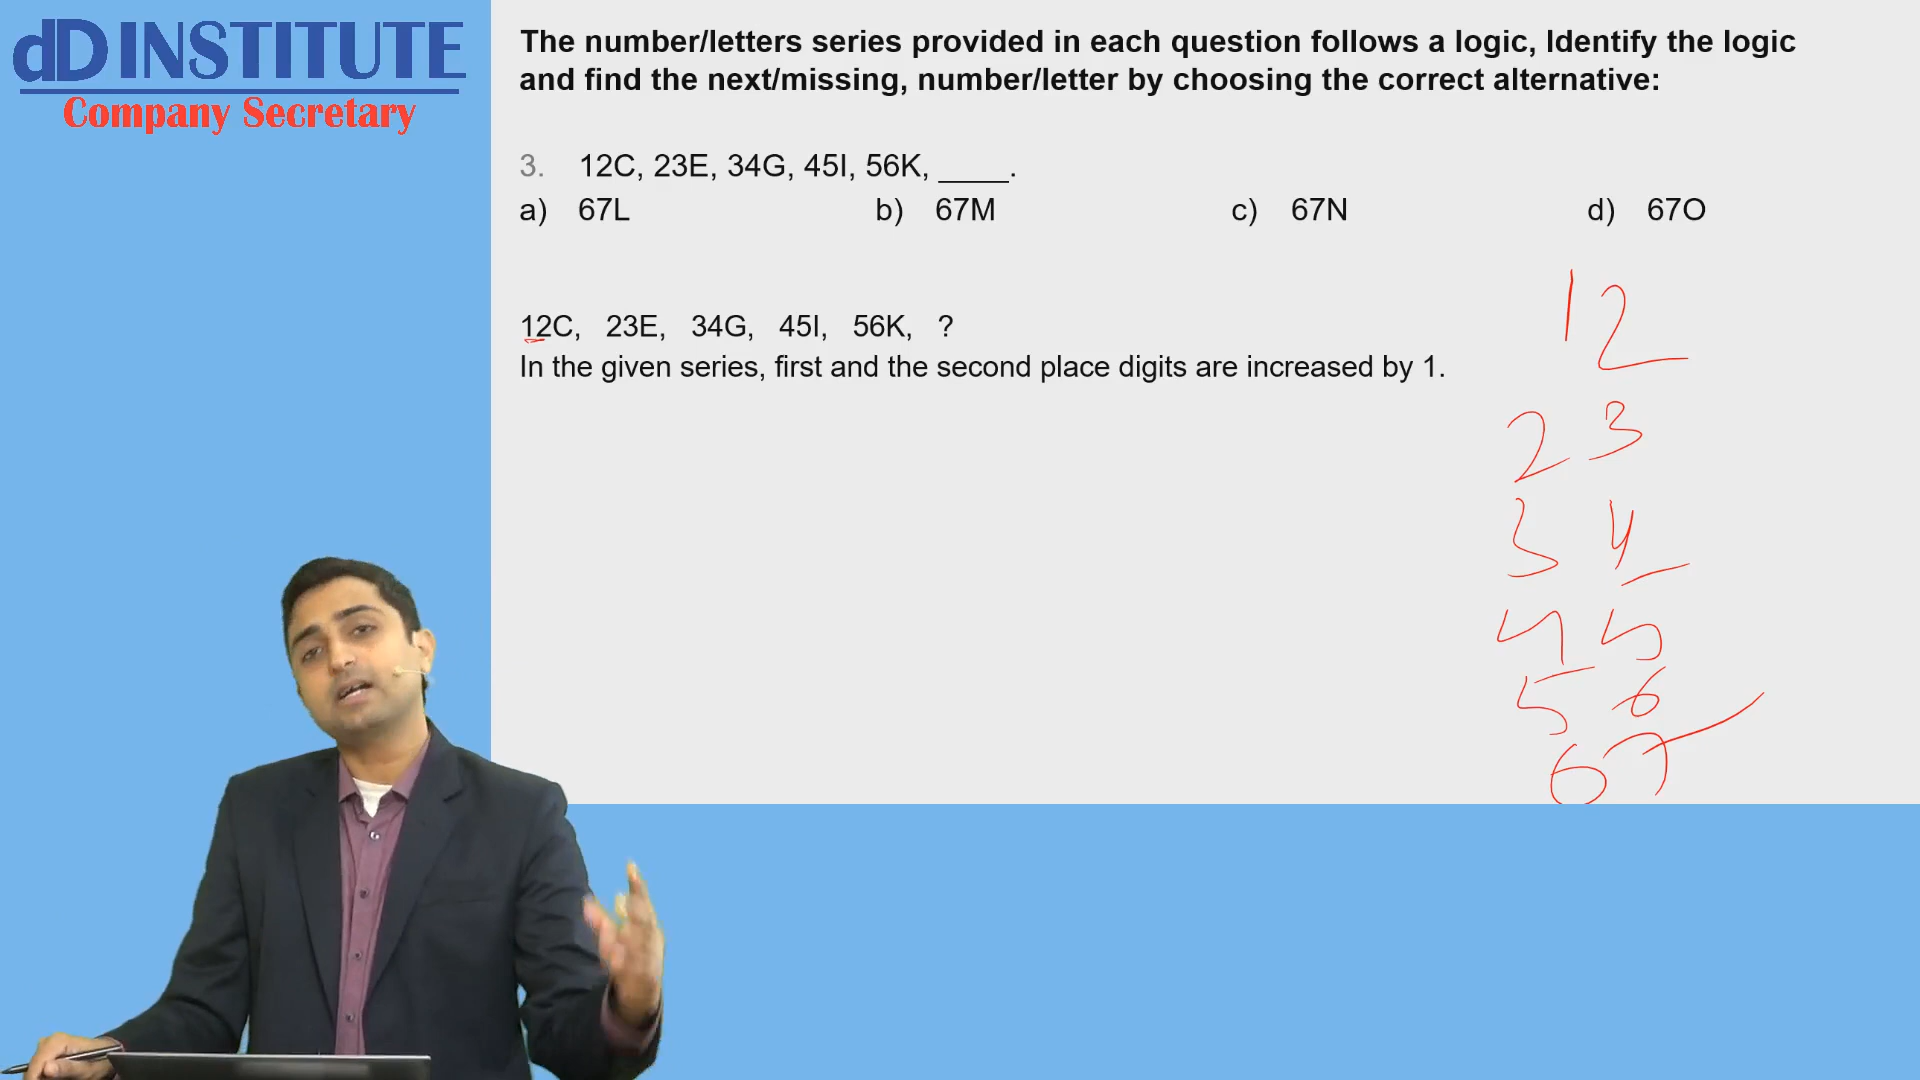 dD INSTITUTE
Company Secretary
The number/letters series provided in each question follows a logic, Identify the logic
and find the next/missing, number/letter by choosing the correct alternative:
3. 12C, 23E, 34G, 45I, 56K, ____.
a) 67L b) 67M c) 67N d) 67O
12C, 23E, 34G, 45I, 56K, ?
In the given series, first and the second place digits are increased by 1.
12
23
34
45
56
67